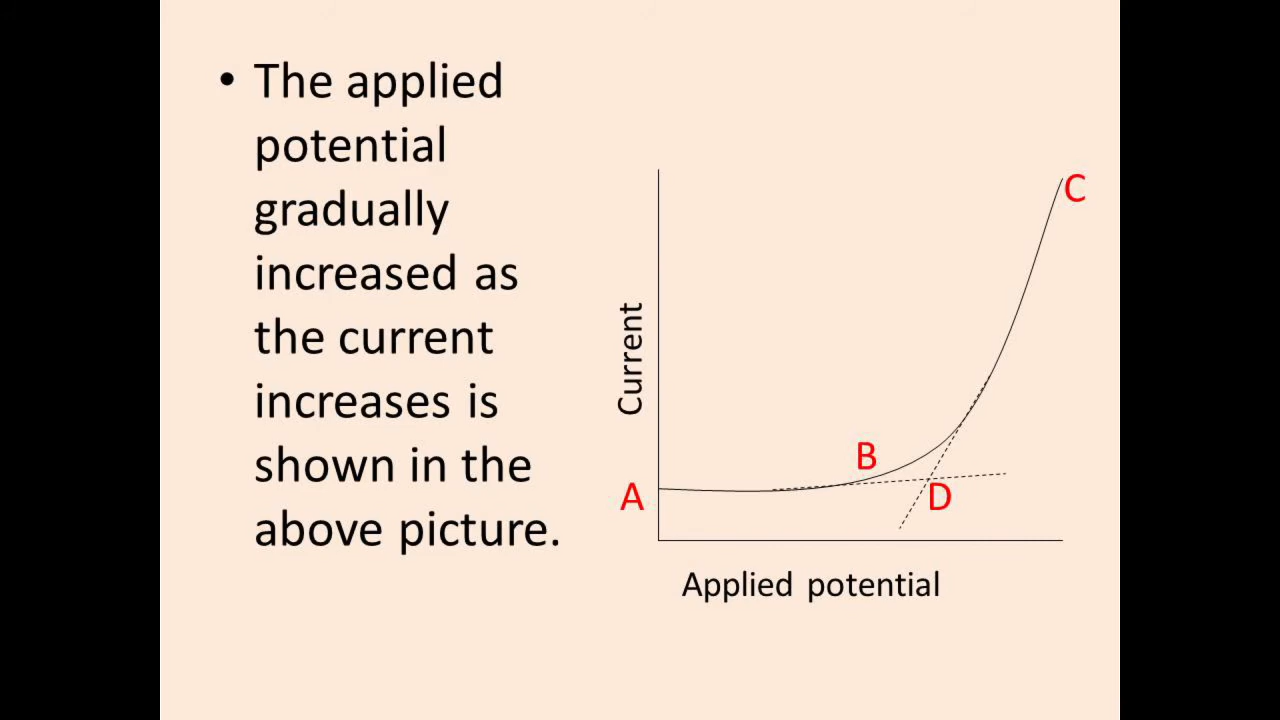 • The applied
potential
gradually
increased as
the current
increases is
shown in the
above picture.
C
Current
B
A
D
Applied potential